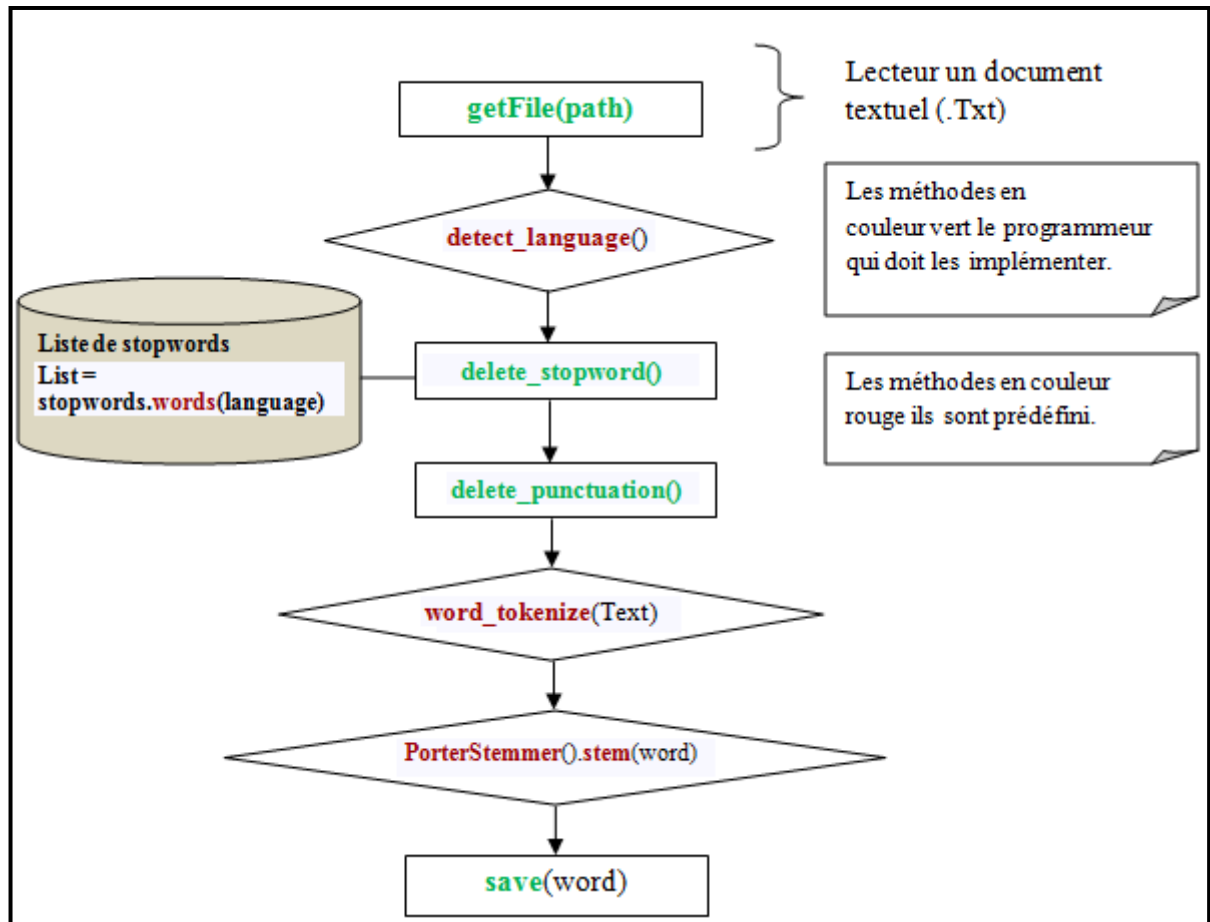 getFile(path)
Lecteur un document
textuel (.Txt)
detect_language()
Les méthodes en
couleur vert le programmeur
qui doit les implémenter.
Liste de stopwords
List =
stopwords.words(language)
delete_stopword()
Les méthodes en couleur
rouge ils sont prédéfini.
delete_punctuation()
word_tokenize(Text)
PorterStemmer().stem(word)
save(word)